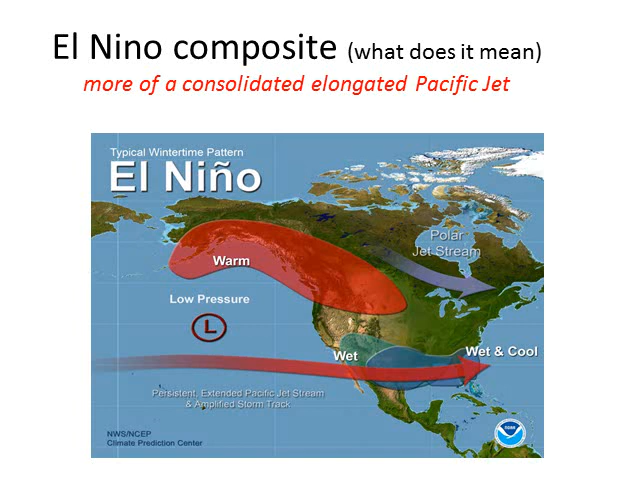 El Nino composite (what does it mean)
more of a consolidated elongated Pacific Jet
Typical Wintertime Pattern
El Niño
Polar
Jet Stream
Warm
Low Pressure
L
Wet
Wet & Cool
Persistent, Extended Pacific Jet Stream
& Amplified Storm Track
NWS/NCEP
Climate Prediction Center
NOAA